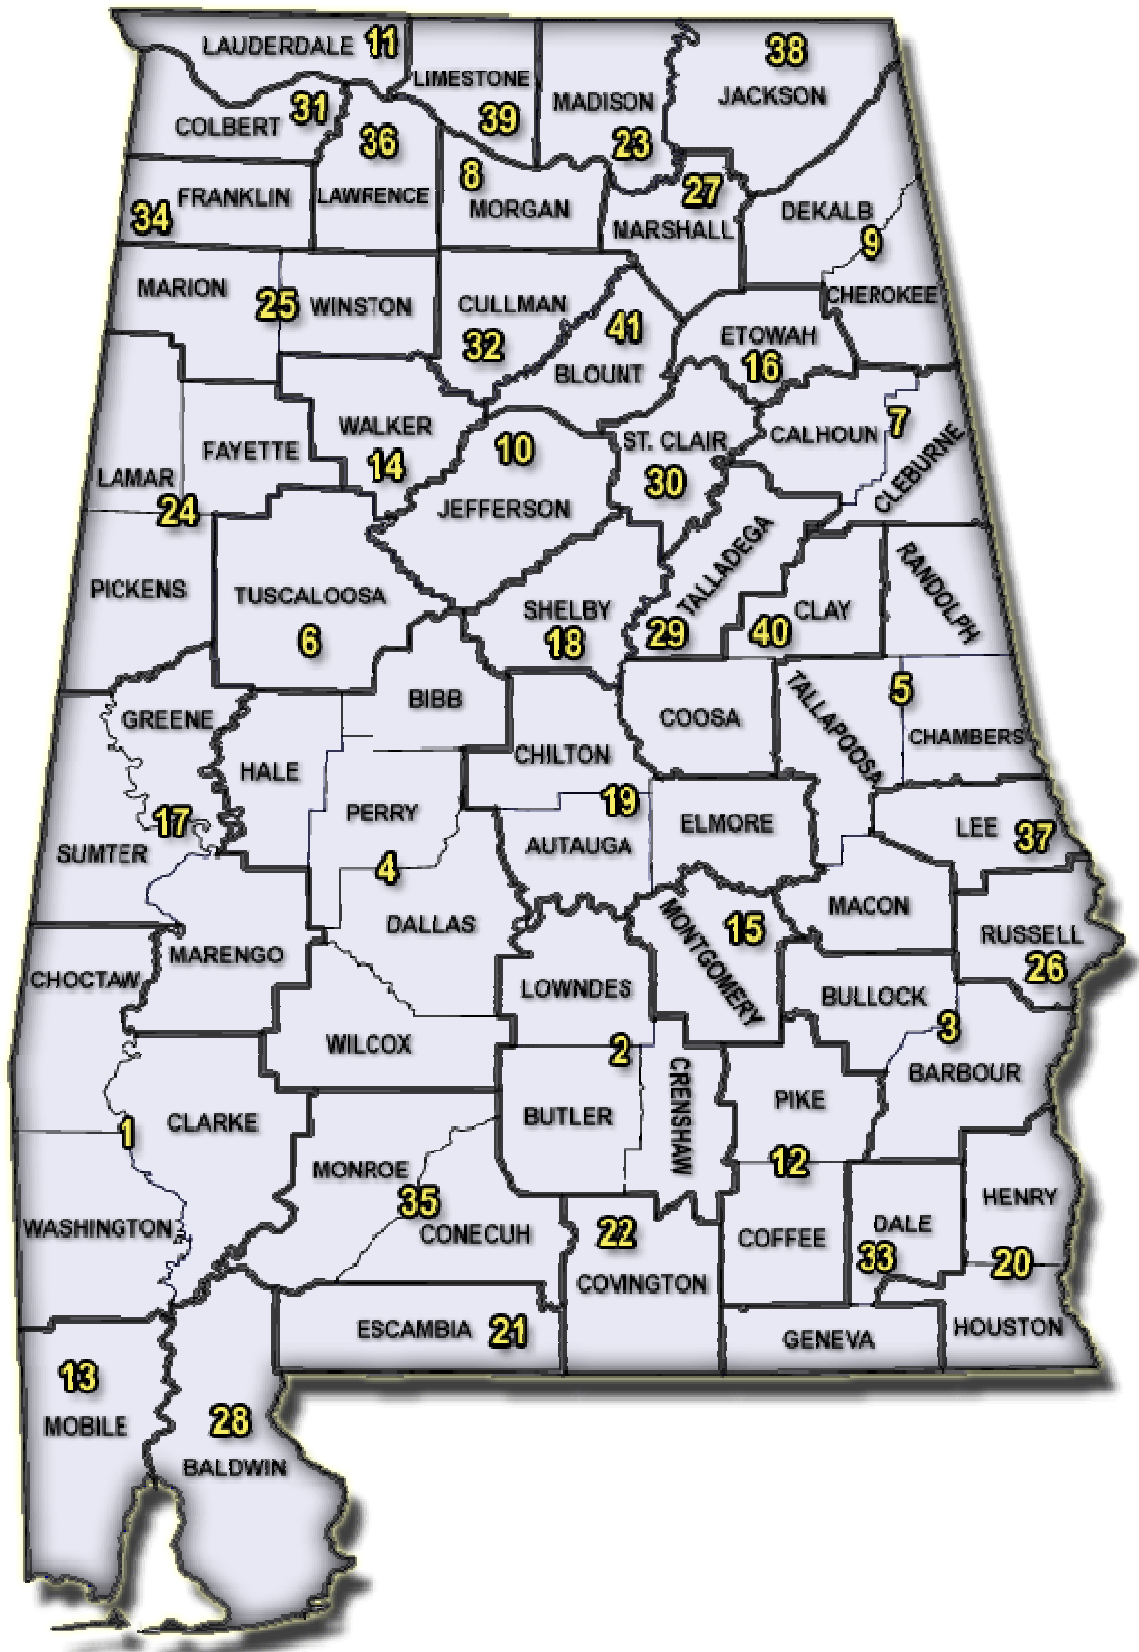 LAUDERDALE 11
LIMESTONE
39
MADISON
23
38
JACKSON
31
COLBERT
36
LAWRENCE
8
MORGAN
27
MARSHALL
FRANKLIN
34
DEKALB
9
CHEROKEE
MARION
25
WINSTON
CULLMAN
32
41
BLOUNT
ETOWAH
16
WALKER
14
10
JEFFERSON
ST. CLAIR
30
CALHOUN
7
CLEBURNE
FAYETTE
LAMAR
24
PICKENS
TUSCALOOSA
6
SHELBY
18
TALLADEGA
29
CLAY
40
RANDOLPH
BIBB
GREENE
HALE
CHILTON
COOSA
TALLAPOOSA
5
CHAMBERS
PERRY
19
AUTAUGA
ELMORE
LEE 37
17
SUMTER
4
DALLAS
MONTGOMERY
15
MACON
RUSSELL
26
MARENGO
CHOCTAW
LOWNDES
BULLOCK
3
BARBOUR
WILCOX
2
BUTLER
CRENSHAW
PIKE
12
CLARKE
1
WASHINGTON
MONROE
35
CONECUH
22
COVINGTON
COFFEE
DALE
33
HENRY
20
HOUSTON
GENEVA
ESCAMBIA 21
13
MOBILE
28
BALDWIN